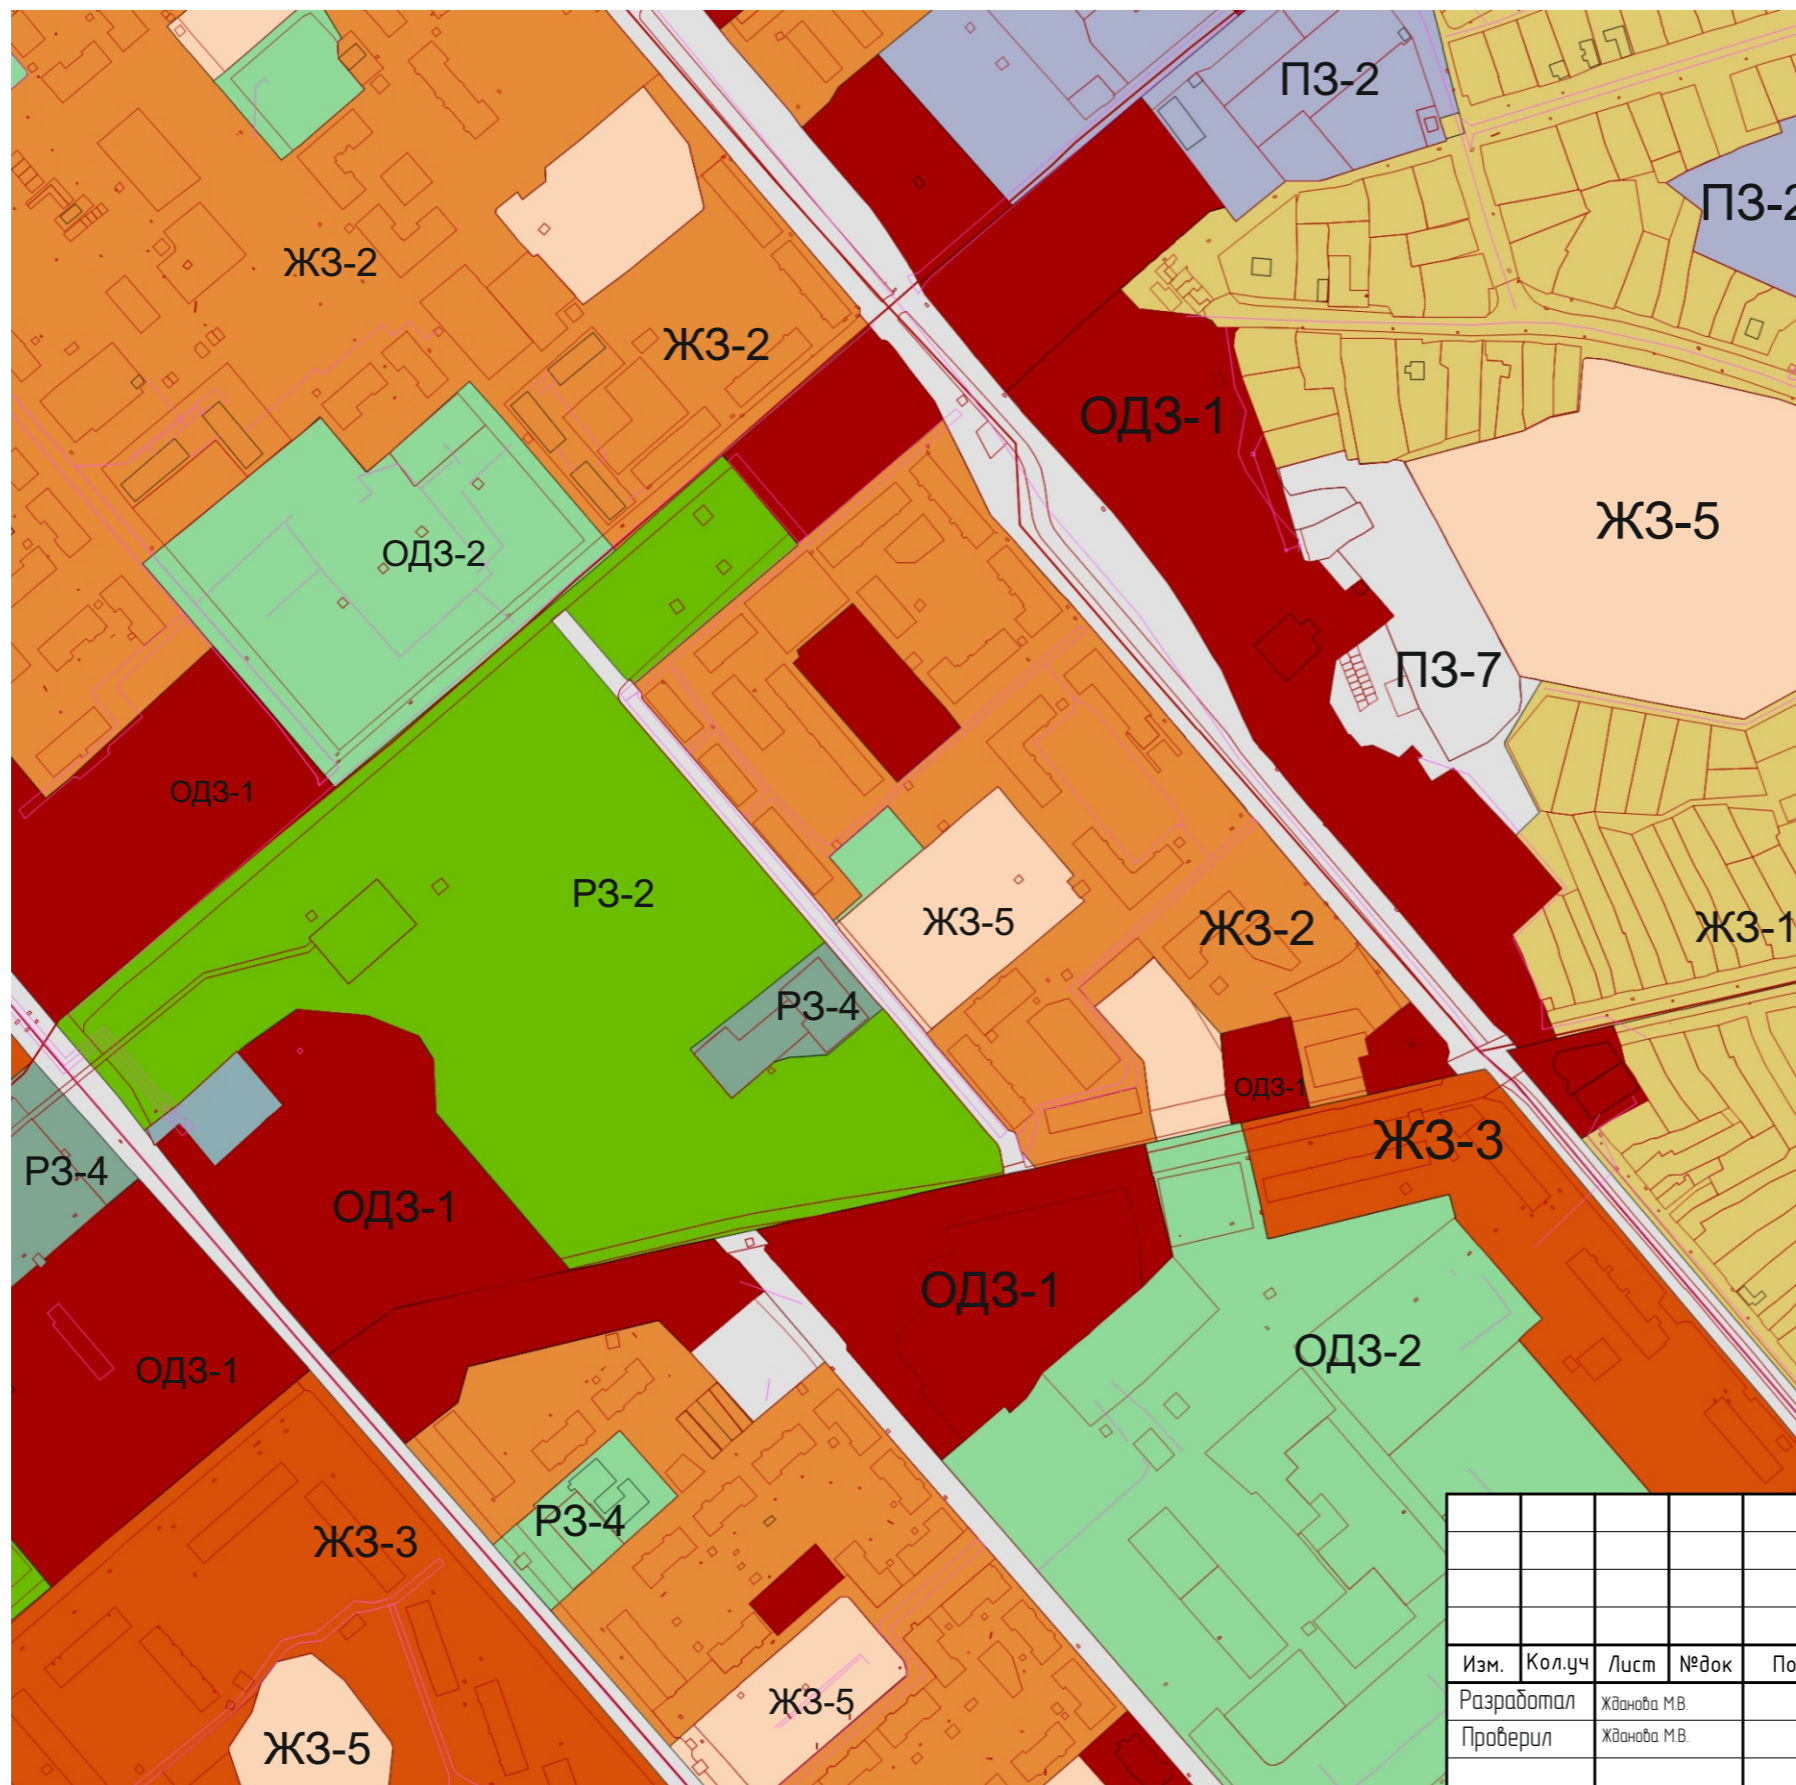 ПЗ-2
ПЗ-2
ЖЗ-2
ЖЗ-2
ОДЗ-1
ЖЗ-5
ОДЗ-2
ПЗ-7
ОДЗ-1
РЗ-2
ЖЗ-5
ЖЗ-2
ЖЗ-1
РЗ-4
ОДЗ-1
ЖЗ-3
РЗ-4
ОДЗ-1
ОДЗ-1
ОДЗ-2
ОДЗ-1
РЗ-4
ЖЗ-3
ЖЗ-5
ЖЗ-5
Изм. Кол.уч Лист №док По
Разработал Жданова М.В.
Проверил Жданова М.В.